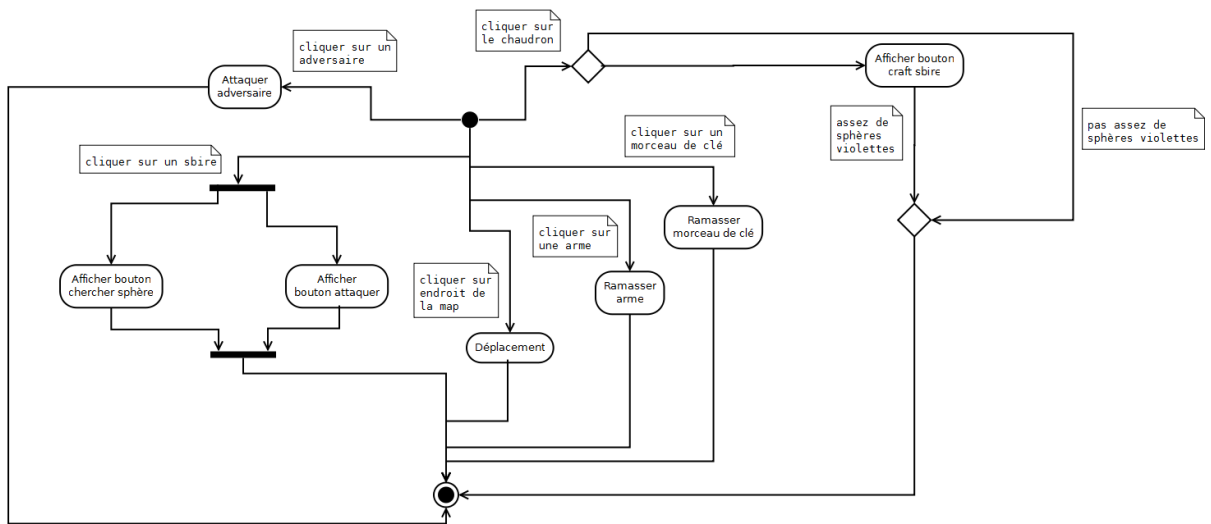 cliquer sur
le chaudron
cliquer sur un
adversaire
Afficher bouton
craft sbire
Attaquer
adversaire
assez de
sphères
violettes
pas assez de
sphères violettes
cliquer sur un
morceau de clé
cliquer sur un sbire
Ramasser
morceau de clé
cliquer sur
une arme
Afficher bouton
chercher sphère
Afficher
bouton attaquer
cliquer sur
endroit de
la map
Ramasser
arme
Déplacement